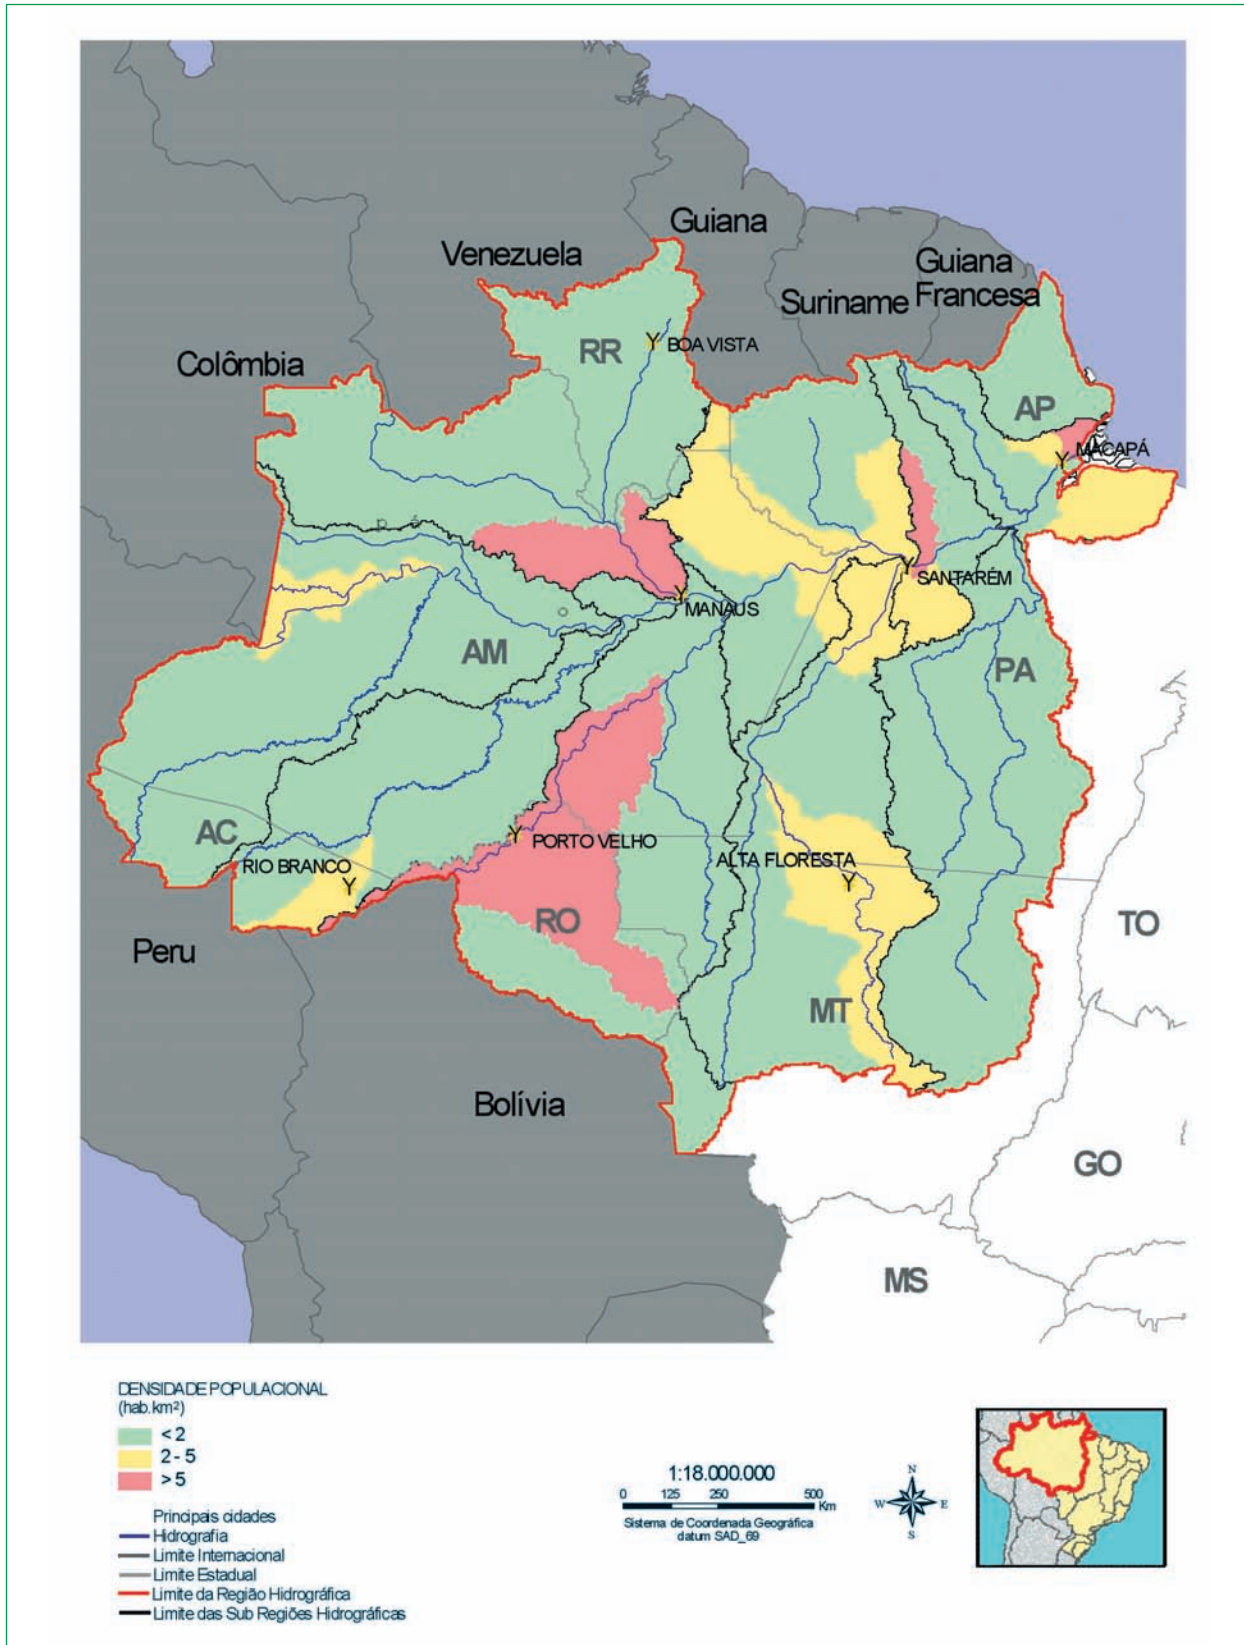 Guiana
Venezuela
Guiana
Francesa
Suriname
Colômbia
RR
BOA VISTA
AP
MACAPÁ
p é
SANTARÉM
MANAUS
o
AM
PA
AC
PORTO VELHO
RIO BRANCO
ALTA FLORESTA
RO
TO
Peru
MT
Bolívia
GO
MS
DENSIDADE POPULACIONAL
(hab.km²)
< 2
2 - 5
> 5
Principais cidades
Hidrografia
Limite Internacional
Limite Estadual
Limite da Região Hidrográfica
Limite das Sub Regiões Hidrográficas
1:18.000.000
0 125 250 500
Km
Sistema de Coordenada Geográfica
datum SAD_69
N
W E
S